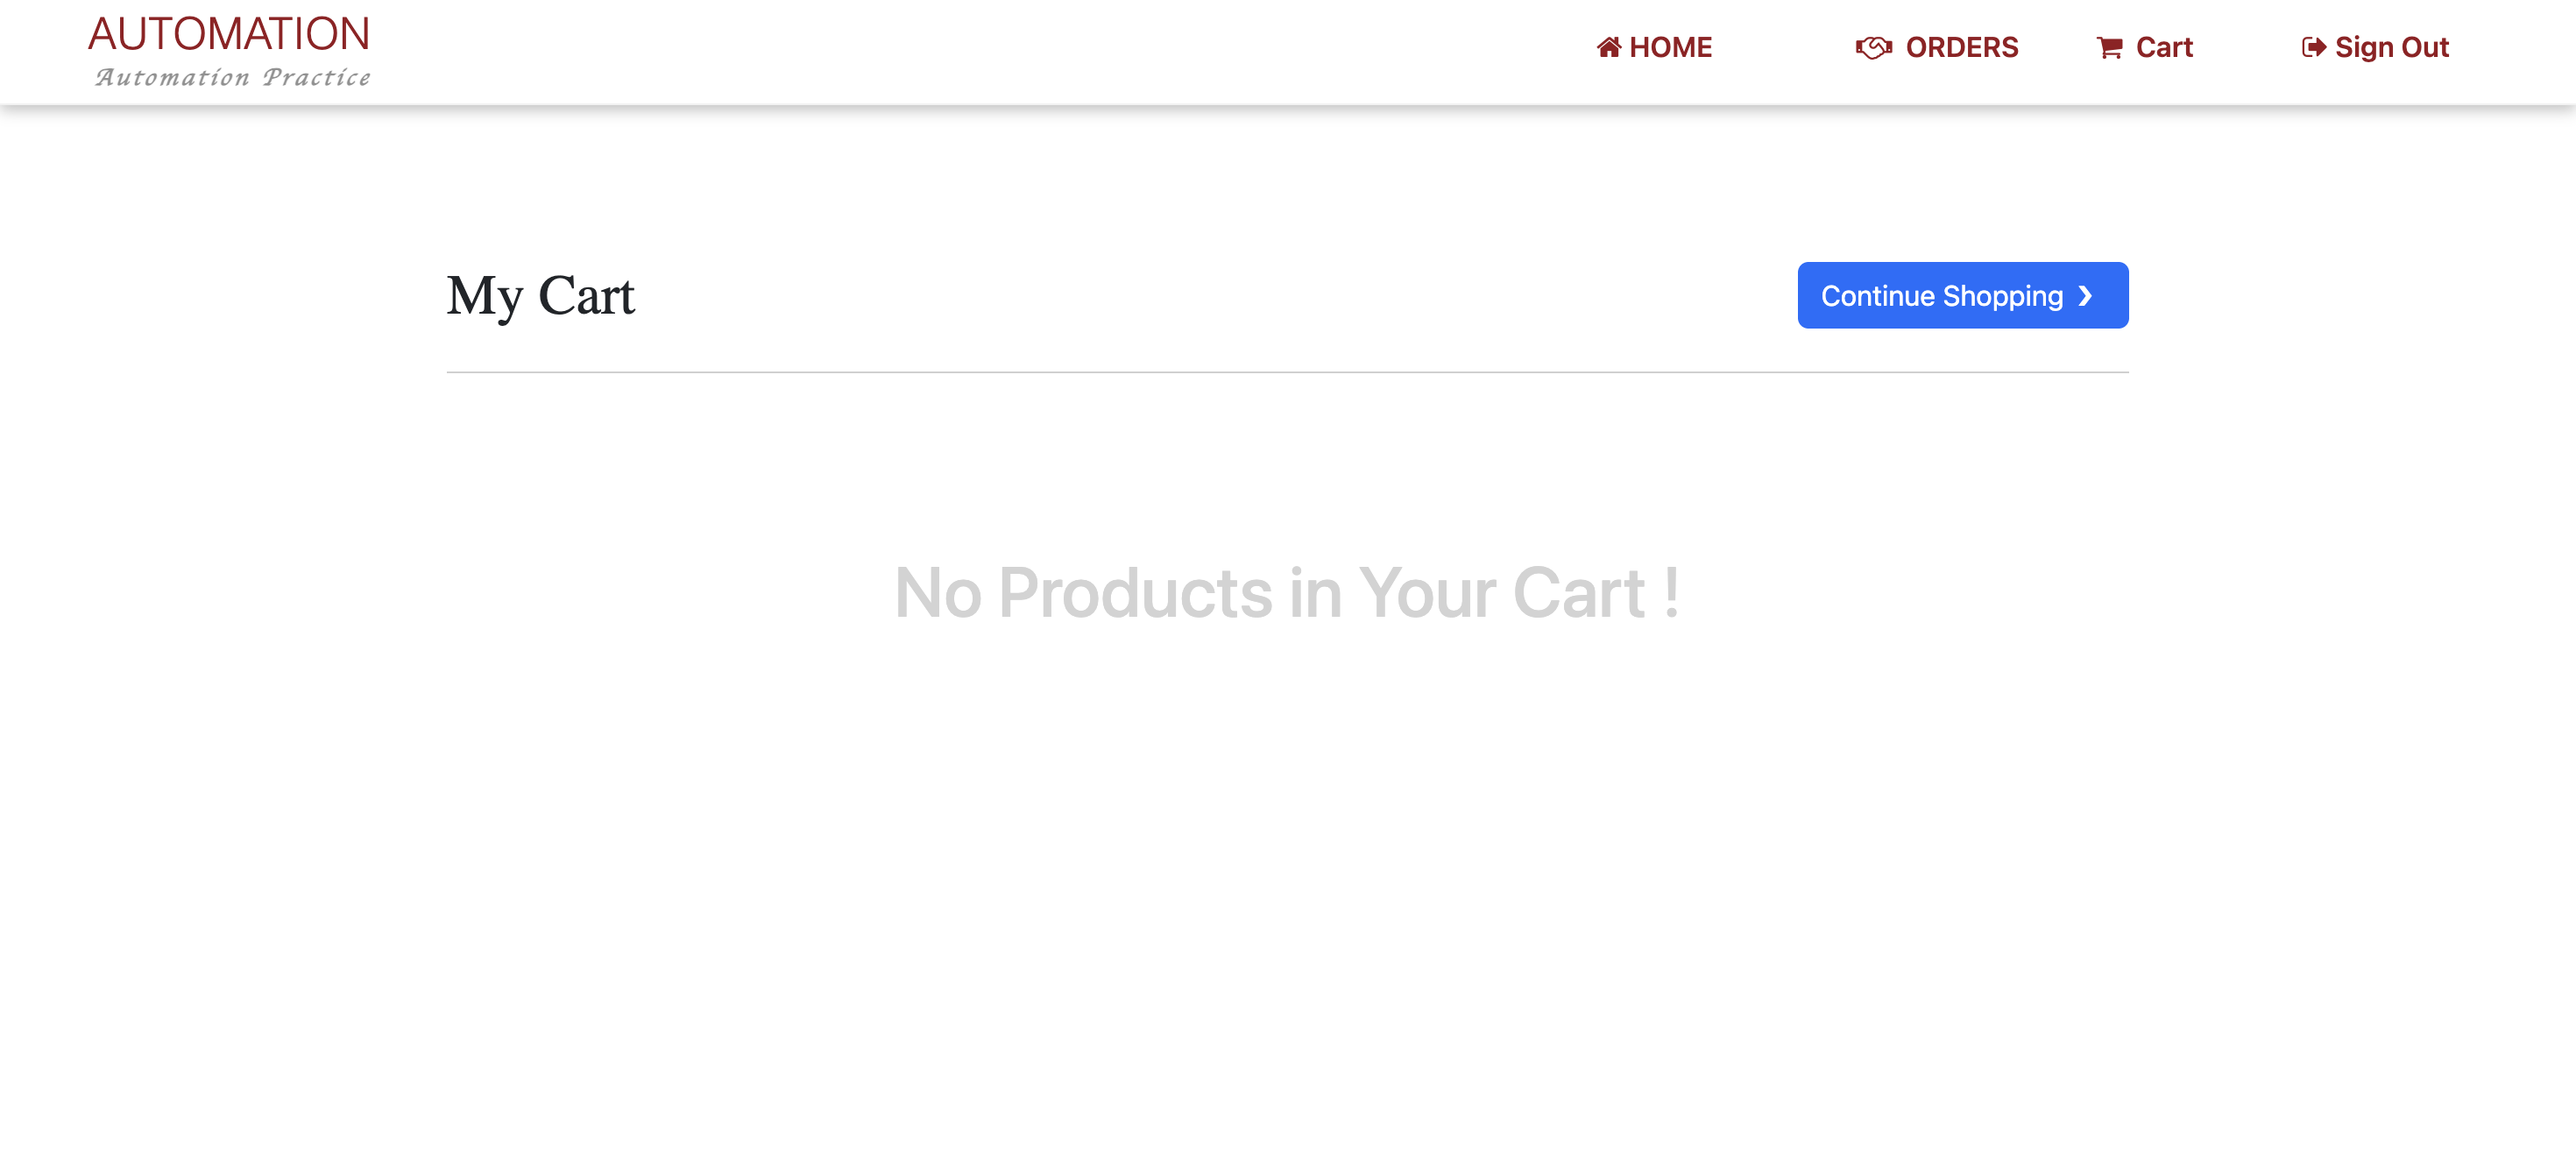 AUTOMATION
Automation Practice
HOME
ORDERS
Cart
Sign Out
My Cart
Continue Shopping ❯
No Products in Your Cart !